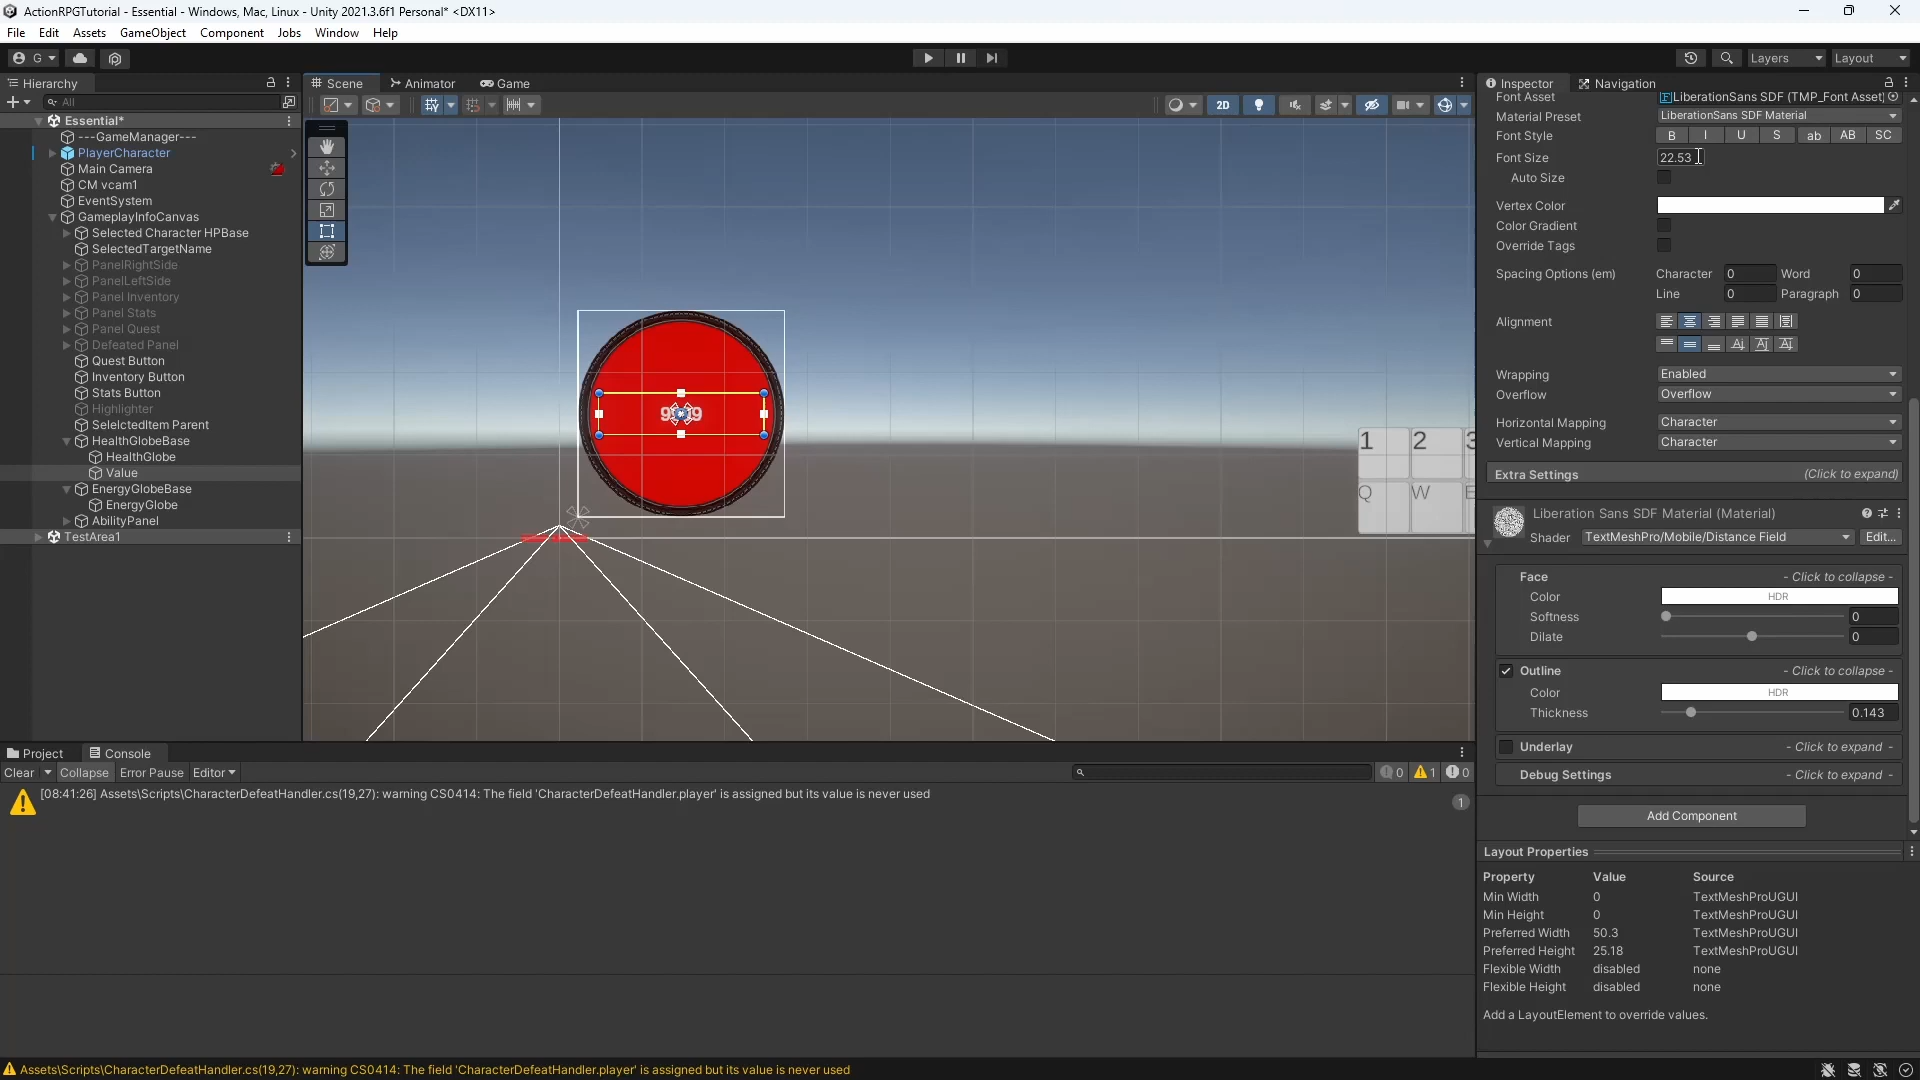 ActionRPGTutorial - Essential - Windows, Mac, Linux - Unity 2021.3.6f1 Personal* <DX11>
File Edit Assets GameObject Component Jobs Window Help
G Layers Layout
Hierarchy Scene Animator Game Inspector Navigation
All
2D
Essential*
---GameManager---
PlayerCharacter
Main Camera
CM vcam1
EventSystem
GameplayInfoCanvas
Selected Character HPBase
SelectedTargetName
PanelRightSide
PanelLeftSide
Panel Inventory
Panel Stats
Panel Quest
Defeated Panel
Quest Button
Inventory Button
Stats Button
Highlighter
SelelctedItem Parent
HealthGlobeBase
HealthGlobe
Value
EnergyGlobeBase
EnergyGlobe
AbilityPanel
TestArea1
1 2 3
Q W E
Font Asset LiberationSans SDF (TMP_Font Asset)
Material Preset LiberationSans SDF Material
Font Style B I U S ab AB SC
Font Size 22.53
Auto Size
Vertex Color
Color Gradient
Override Tags
Spacing Options (em) Character 0 Word 0
Line 0 Paragraph 0
Alignment
Wrapping Enabled
Overflow Overflow
Horizontal Mapping Character
Vertical Mapping Character
Extra Settings (Click to expand)
Liberation Sans SDF Material (Material)
Shader TextMeshPro/Mobile/Distance Field Edit...
Face - Click to collapse -
Color HDR
Softness 0
Dilate 0
Outline - Click to collapse -
Color HDR
Thickness 0.143
Underlay - Click to expand -
Debug Settings - Click to expand -
Add Component
Layout Properties
Property Value Source
Min Width 0 TextMeshProUGUI
Min Height 0 TextMeshProUGUI
Preferred Width 50.3 TextMeshProUGUI
Preferred Height 25.18 TextMeshProUGUI
Flexible Width disabled none
Flexible Height disabled none
Add a LayoutElement to override values.
Project Console
Clear Collapse Error Pause Editor 0 1 0
[08:41:26] Assets\Scripts\CharacterDefeatHandler.cs(19,27): warning CS0414: The field 'CharacterDefeatHandler.player' is assigned but its value is never used
1
Assets\Scripts\CharacterDefeatHandler.cs(19,27): warning CS0414: The field 'CharacterDefeatHandler.player' is assigned but its value is never used